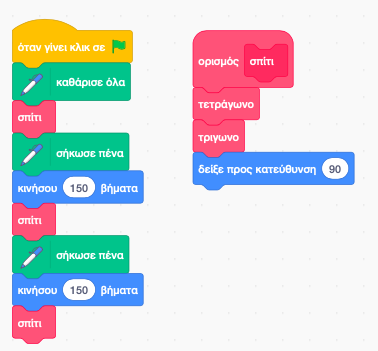 όταν γίνει κλικ σε
καθάρισε όλα
σπίτι
σήκωσε πένα
κινήσου 150 βήματα
σπίτι
σήκωσε πένα
κινήσου 150 βήματα
σπίτι
ορισμός σπίτι
τετράγωνο
τριγωνο
δείξε προς κατεύθυνση 90